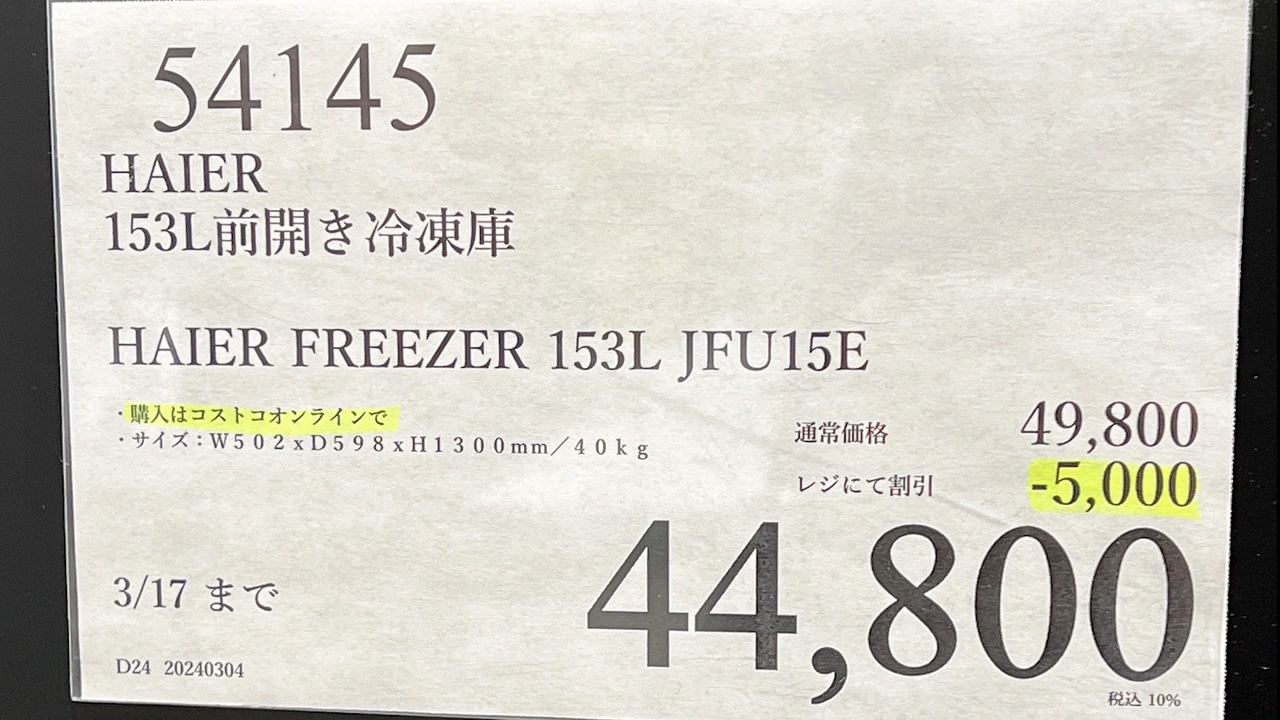 54145
HAIER
153L前開き冷凍庫
HAIER FREEZER 153L JFU15E
・購入はコストコオンラインで
・サイズ：W502xD598xH1300mm／40kg
通常価格 49,800
レジにて割引 -5,000
44,800
3/17 まで
D24 20240304
税込 10%